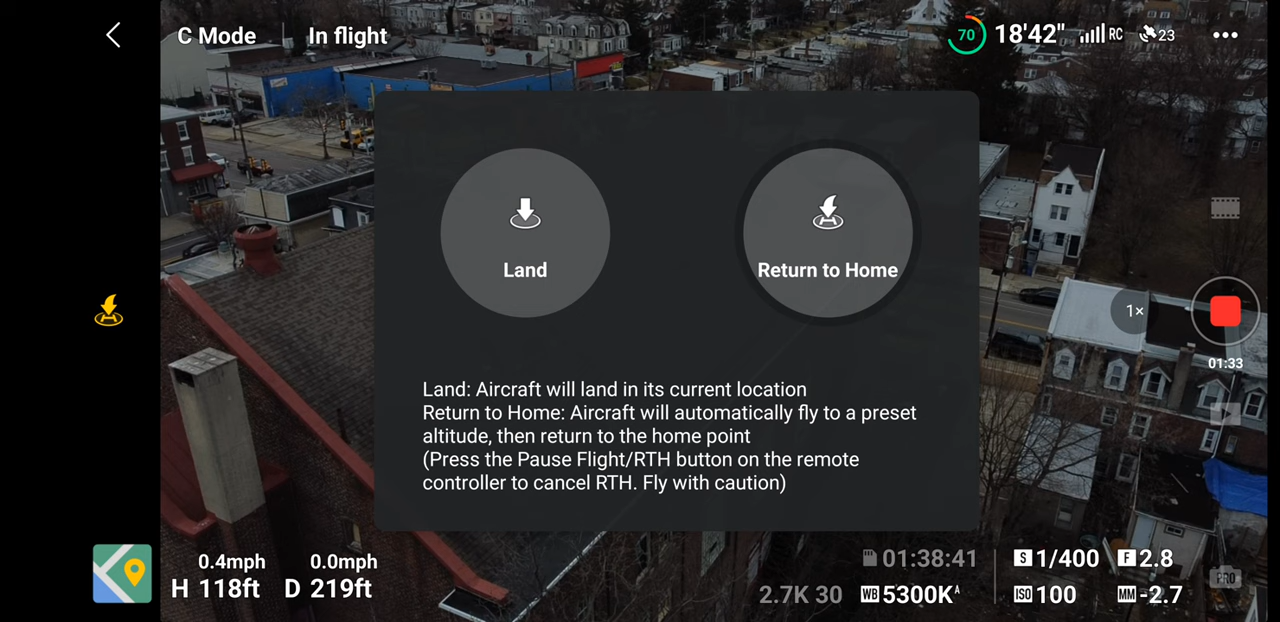 C Mode | In flight
70 18'42" RC 23
Land
Return to Home
1×
01:33
Land: Aircraft will land in its current location
Return to Home: Aircraft will automatically fly to a preset
altitude, then return to the home point
(Press the Pause Flight/RTH button on the remote
controller to cancel RTH. Fly with caution)
0.4mph 0.0mph
H 118ft D 219ft
01:38:41
2.7K 30
WB 5300K A
S 1/400 F 2.8
ISO 100 MM -2.7
PRO